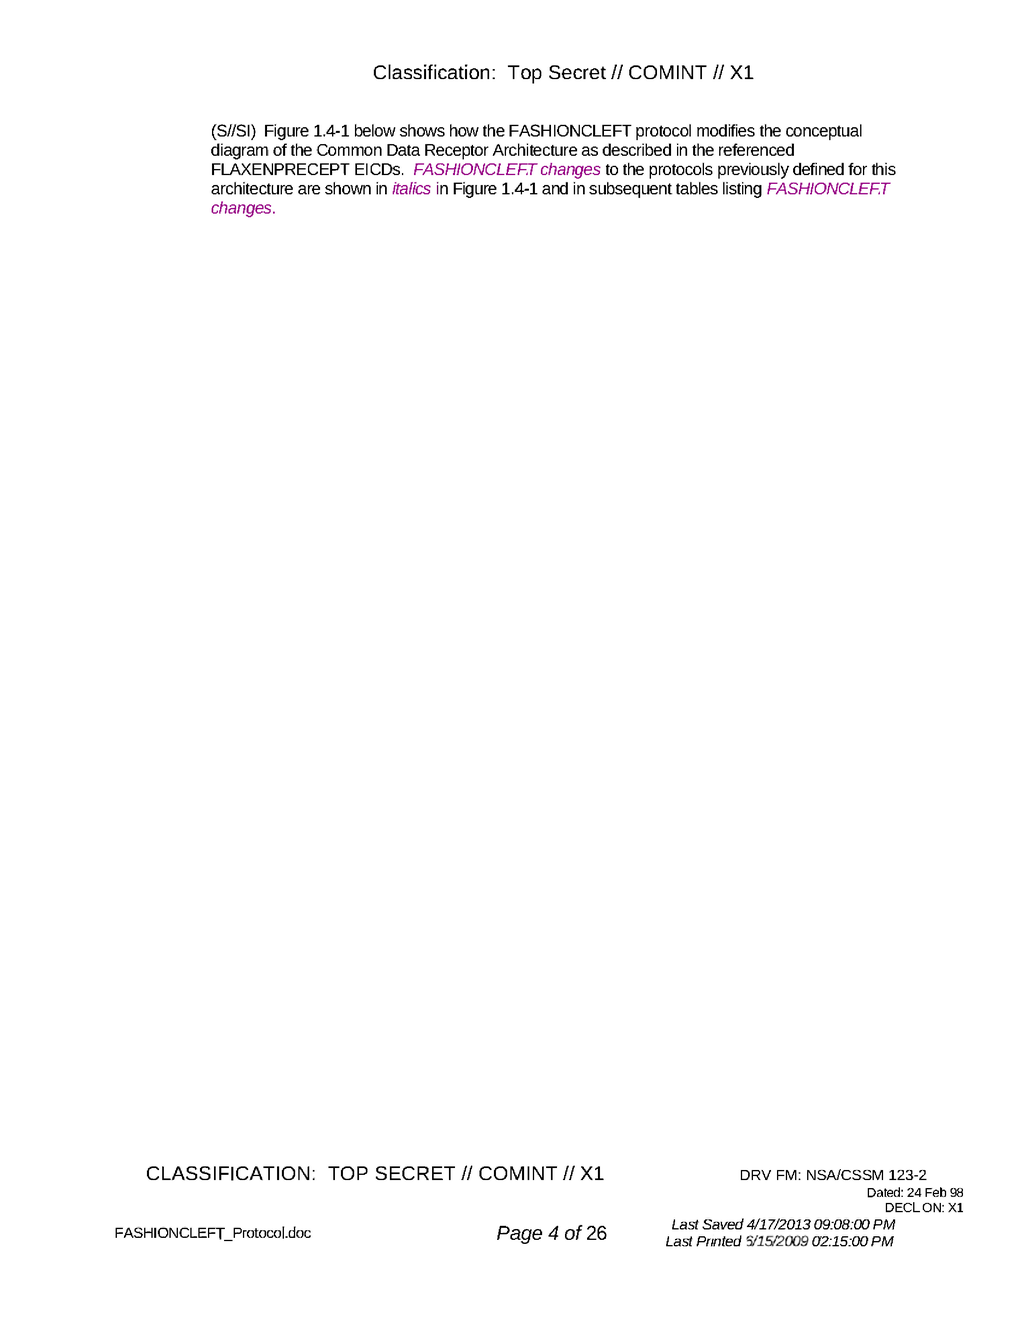 Classification: Top Secret // COMINT // X1
(S//SI) Figure 1.4-1 below shows how the FASHIONCLEFT protocol modifies the conceptual
diagram of the Common Data Receptor Architecture as described in the referenced
FLAXENPRECEPT EICDs. FASHIONCLEFT changes to the protocols previously defined for this
architecture are shown in italics in Figure 1.4-1 and in subsequent tables listing FASHIONCLEFT
changes.
CLASSIFICATION: TOP SECRET // COMINT // X1
DRV FM: NSA/CSSM 123-2
Dated: 24 Feb 98
DECL ON: X1
FASHIONCLEFT_Protocol.doc
Page 4 of 26
Last Saved 4/17/2013 09:08:00 PM
Last Printed 6/15/2009 02:15:00 PM